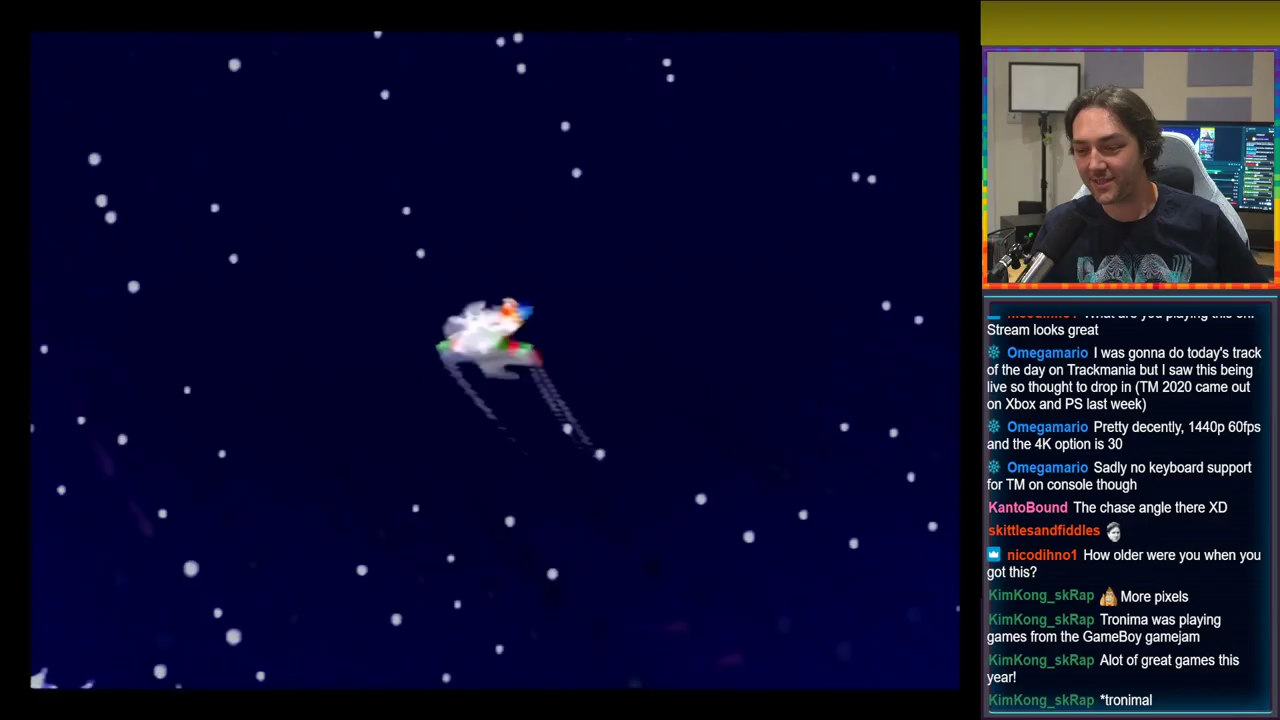 Stream looks great
Omegamario I was gonna do today's track
of the day on Trackmania but I saw this being
live so thought to drop in (TM 2020 came out
on Xbox and PS last week)
Omegamario Pretty decently, 1440p 60fps
and the 4K option is 30
Omegamario Sadly no keyboard support
for TM on console though
KantoBound The chase angle there XD
skittlesandfiddles
nicodihno1 How older were you when you
got this?
KimKong_skRap More pixels
KimKong_skRap Tronima was playing
games from the GameBoy gamejam
KimKong_skRap Alot of great games this
year!
KimKong_skRap *tronimal